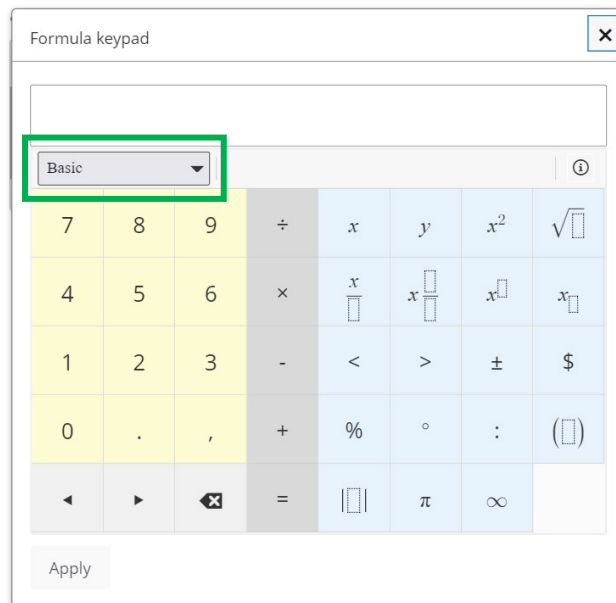 Formula keypad
Basic
7 8 9 ÷ x y x² √
4 5 6 × x/ x x x
1 2 3 - < > ± $
0 . , + % ° : ()
= || π ∞
Apply